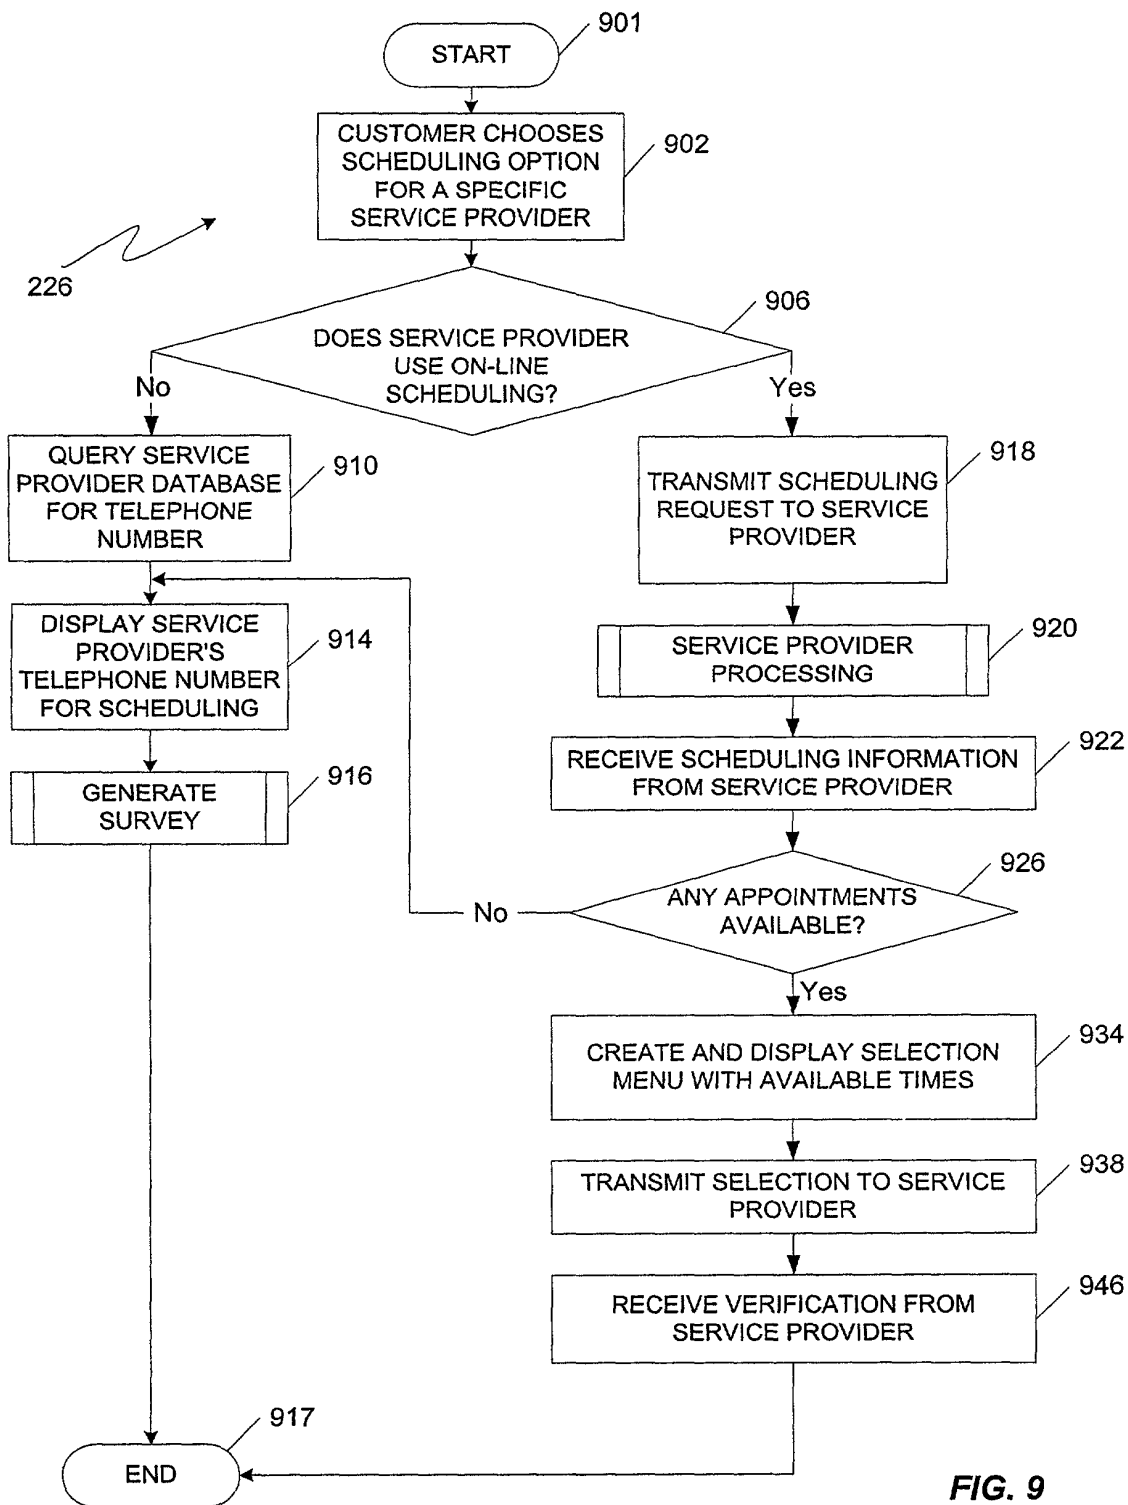 901
START
CUSTOMER CHOOSES
SCHEDULING OPTION
FOR A SPECIFIC
SERVICE PROVIDER
902
226
906
DOES SERVICE PROVIDER
USE ON-LINE
SCHEDULING?
No
Yes
QUERY SERVICE
PROVIDER DATABASE
FOR TELEPHONE
NUMBER
910
TRANSMIT SCHEDULING
REQUEST TO SERVICE
PROVIDER
918
DISPLAY SERVICE
PROVIDER'S
TELEPHONE NUMBER
FOR SCHEDULING
914
SERVICE PROVIDER
PROCESSING
920
GENERATE
SURVEY
916
RECEIVE SCHEDULING INFORMATION
FROM SERVICE PROVIDER
922
926
ANY APPOINTMENTS
AVAILABLE?
No
Yes
CREATE AND DISPLAY SELECTION
MENU WITH AVAILABLE TIMES
934
TRANSMIT SELECTION TO SERVICE
PROVIDER
938
RECEIVE VERIFICATION FROM
SERVICE PROVIDER
946
917
END
FIG. 9